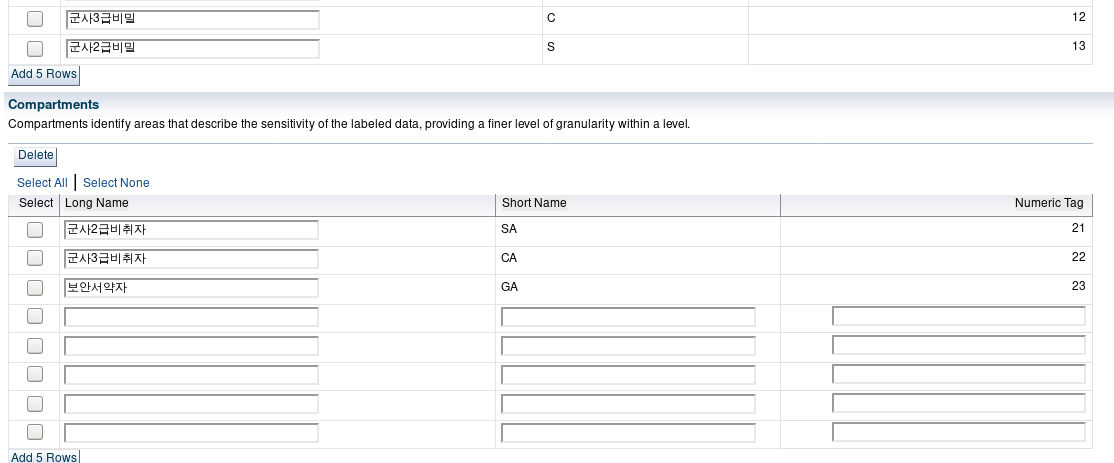 군사3급비밀 C 12
군사2급비밀 S 13
Add 5 Rows
Compartments
Compartments identify areas that describe the sensitivity of the labeled data, providing a finer level of granularity within a level.
Delete
Select All | Select None
Select Long Name Short Name Numeric Tag
군사2급비취자 SA 21
군사3급비취자 CA 22
보안서약자 GA 23
Add 5 Rows